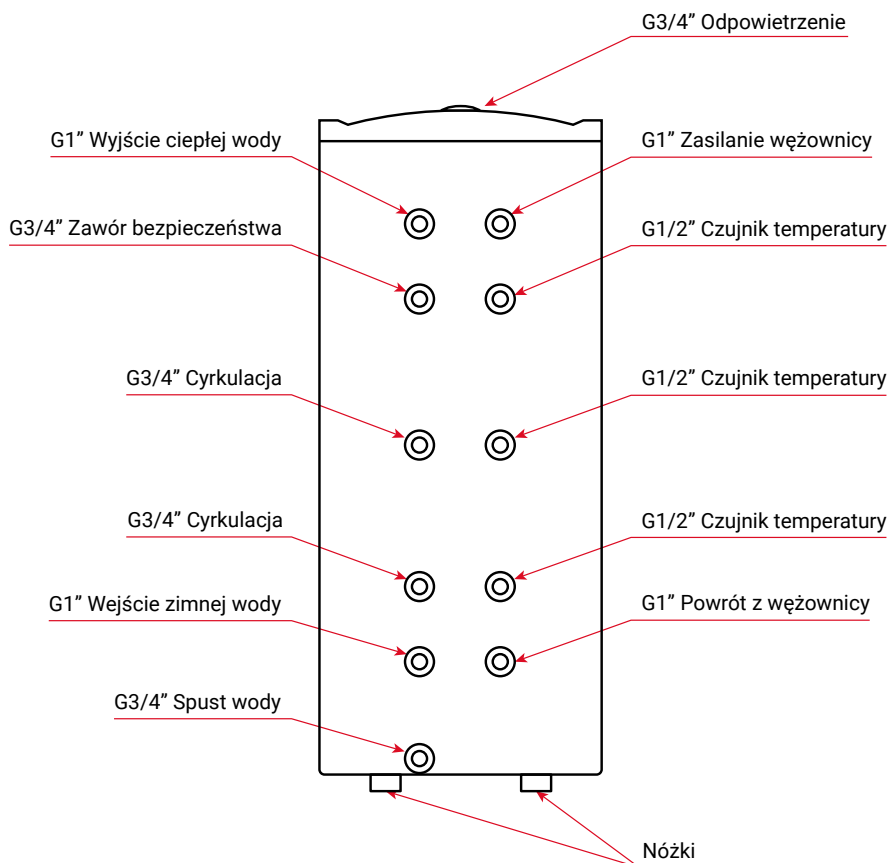 G3/4” Odpowietrzenie
G1” Wyjście ciepłej wody
G1” Zasilanie wężownicy
G3/4” Zawór bezpieczeństwa
G1/2” Czujnik temperatury
G3/4” Cyrkulacja
G1/2” Czujnik temperatury
G3/4” Cyrkulacja
G1/2” Czujnik temperatury
G1” Wejście zimnej wody
G1” Powrót z wężownicy
G3/4” Spust wody
Nóżki